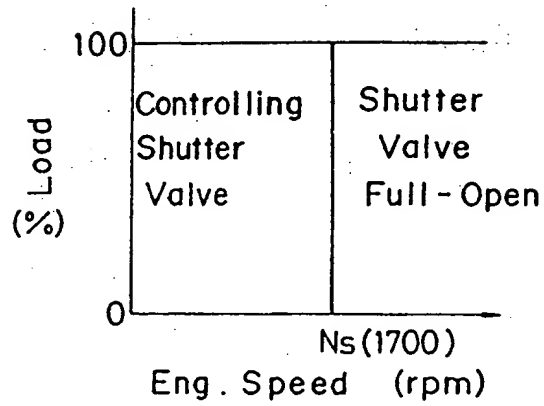 100
Controlling
Shutter
Valve
Shutter
Valve
Full-Open
Load
(%)
0
Ns(1700)
Eng. Speed (rpm)